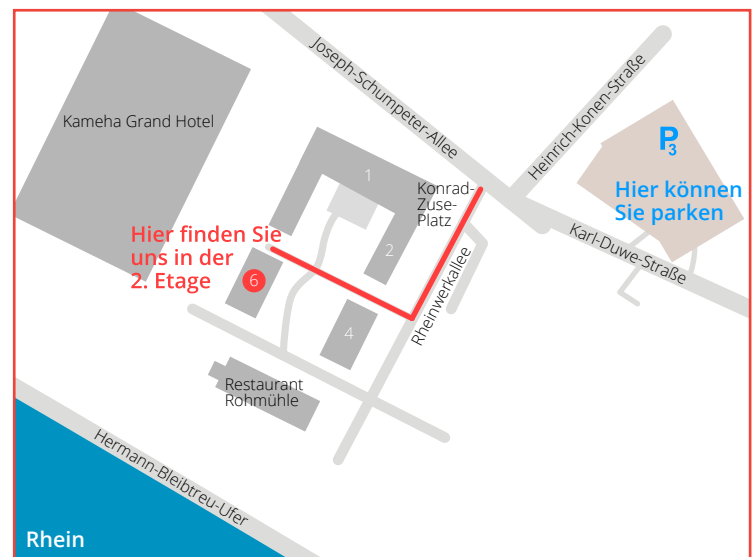 Joseph-Schumpeter-Allee
Heinrich-Konen-Straße
Kameha Grand Hotel
P3
1
Konrad-
Zuse-
Platz
Hier können
Sie parken
Hier finden Sie
uns in der
2. Etage
2
Karl-Duwe-Straße
6
Rheinwerkallee
4
Restaurant
Rohmühle
Hermann-Bleibtreu-Ufer
Rhein